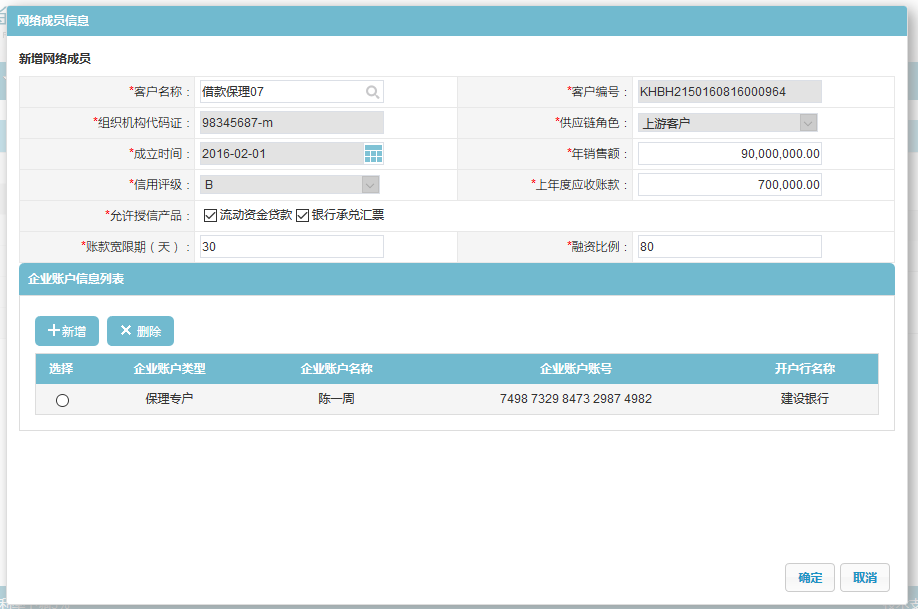 网络成员信息
新增网络成员
*客户名称： 借款保理07 *客户编号： KHBH2150160816000964
*组织机构代码证： 98345687-m *供应链角色： 上游客户
*成立时间： 2016-02-01 *年销售额： 90,000,000.00
*信用评级： B *上年度应收账款： 700,000.00
*允许授信产品： 流动资金贷款 银行承兑汇票
*账款宽限期（天）： 30 *融资比例： 80
企业账户信息列表
新增 删除
选择 企业账户类型 企业账户名称 企业账户账号 开户行名称
保理专户 陈一周 7498 7329 8473 2987 4982 建设银行
确定 取消